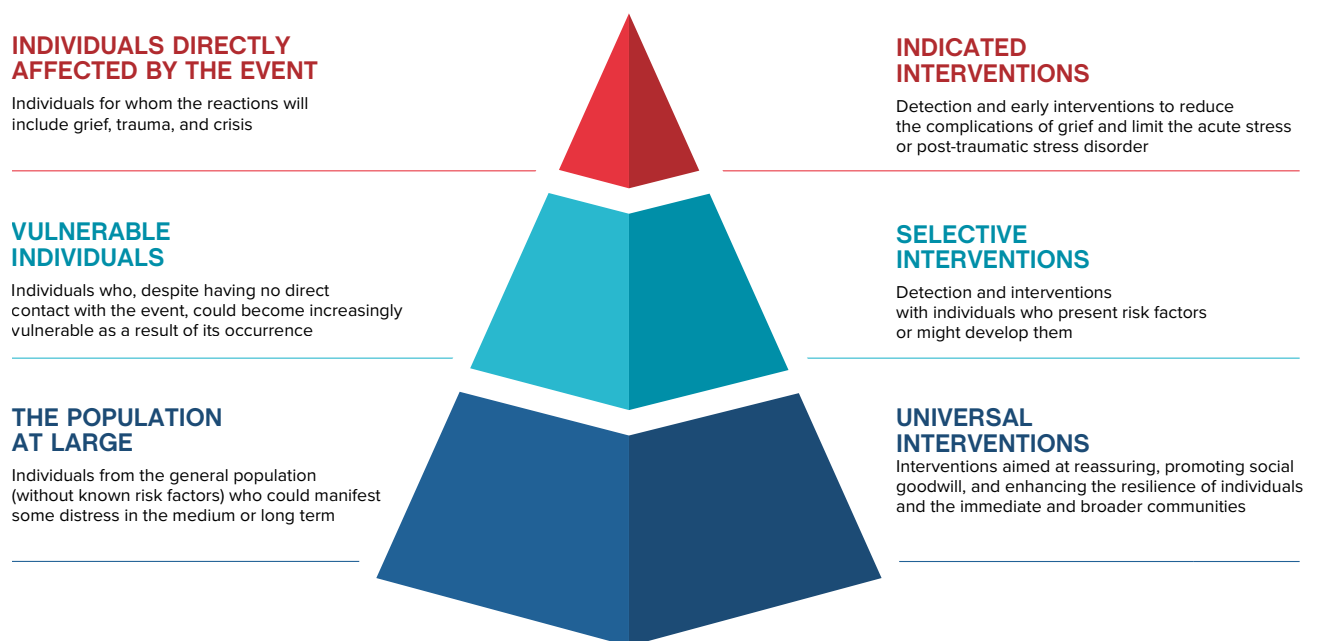 INDIVIDUALS DIRECTLY
AFFECTED BY THE EVENT
Individuals for whom the reactions will
include grief, trauma, and crisis
INDICATED
INTERVENTIONS
Detection and early interventions to reduce
the complications of grief and limit the acute stress
or post-traumatic stress disorder
VULNERABLE
INDIVIDUALS
Individuals who, despite having no direct
contact with the event, could become increasingly
vulnerable as a result of its occurrence
SELECTIVE
INTERVENTIONS
Detection and interventions
with individuals who present risk factors
or might develop them
THE POPULATION
AT LARGE
Individuals from the general population
(without known risk factors) who could manifest
some distress in the medium or long term
UNIVERSAL
INTERVENTIONS
Interventions aimed at reassuring, promoting social
goodwill, and enhancing the resilience of individuals
and the immediate and broader communities